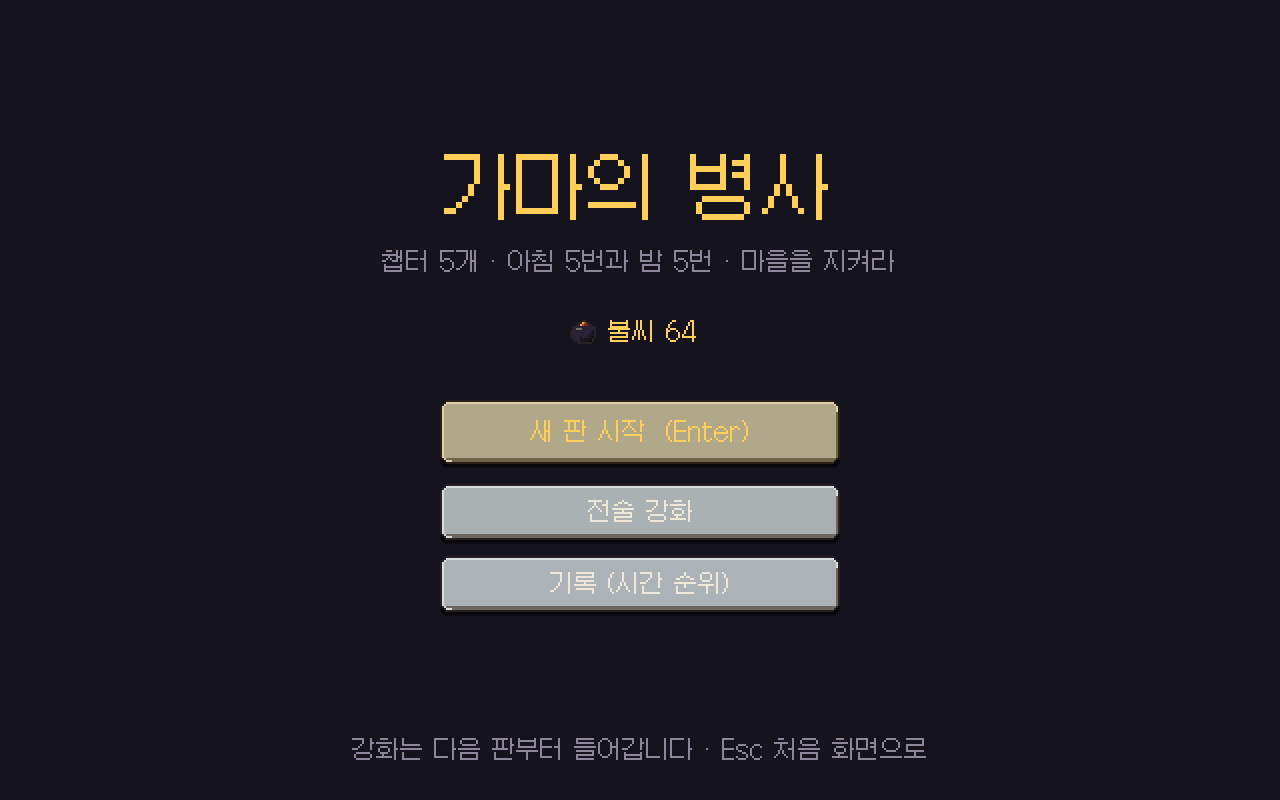 가마의 병사
챕터 5개 · 아침 5번과 밤 5번 · 마을을 지켜라
불씨 64
새 판 시작 (Enter)
전술 강화
기록 (시간 순위)
강화는 다음 판부터 들어갑니다 · Esc 처음 화면으로